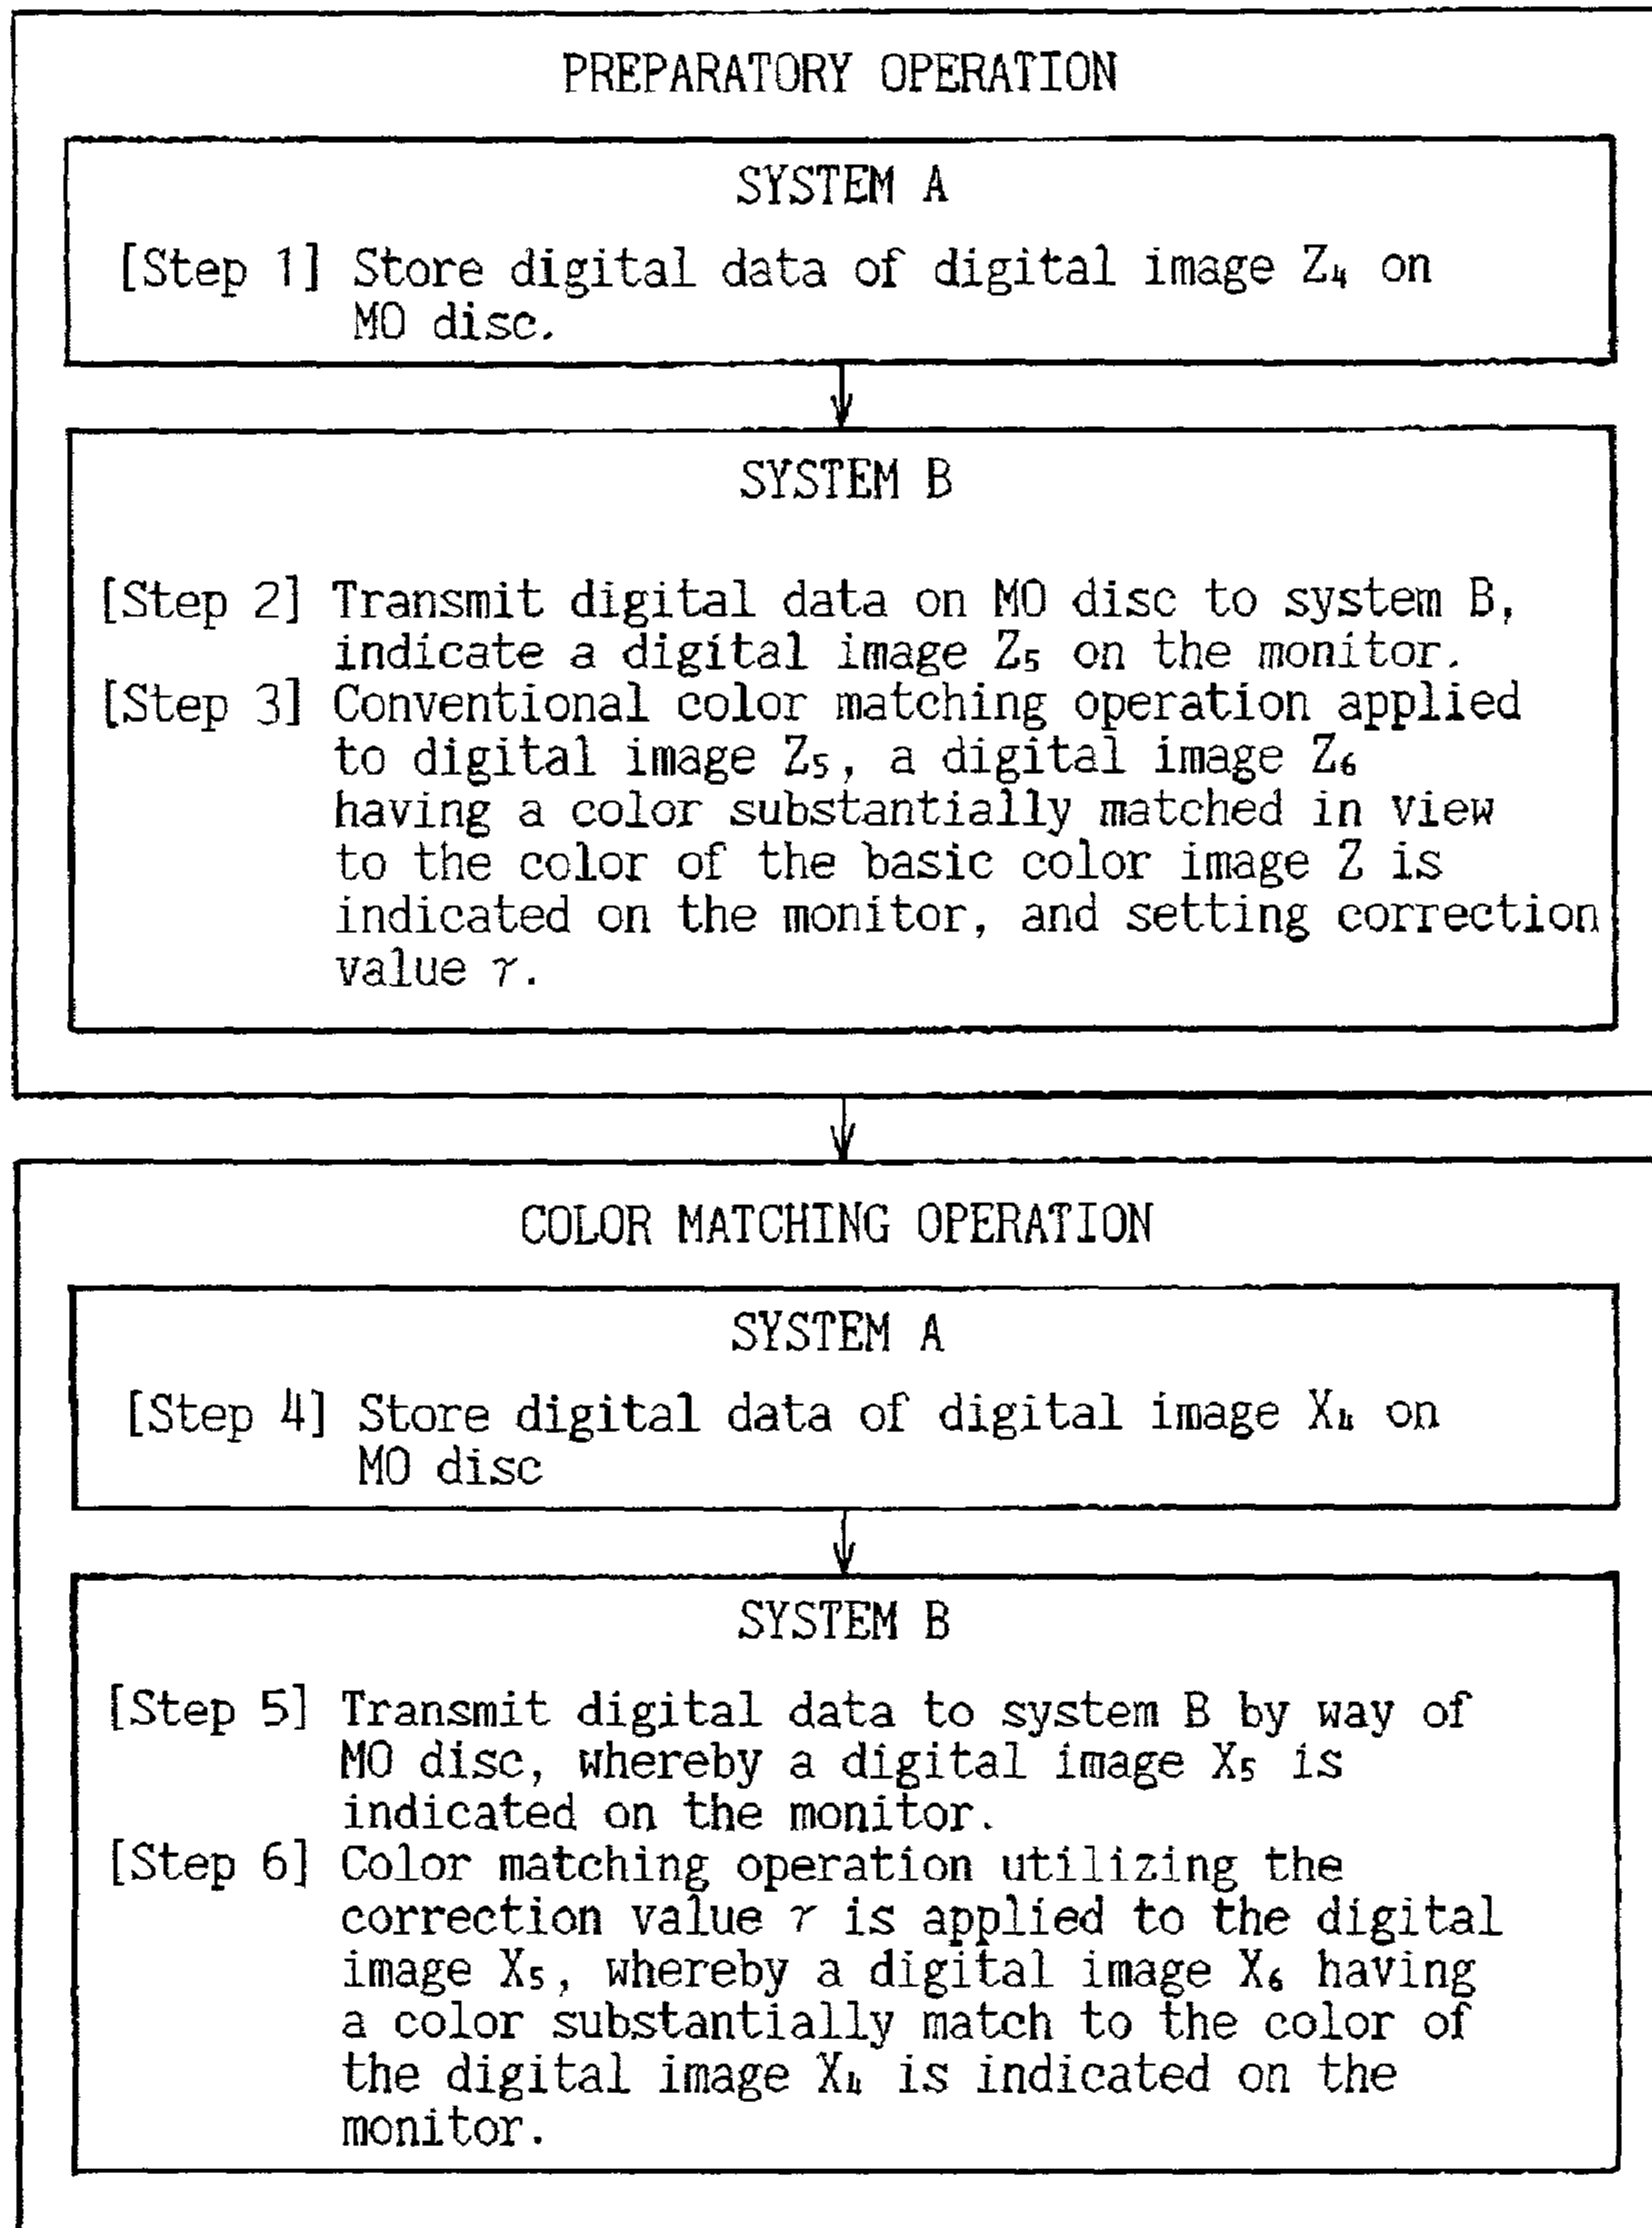 PREPARATORY OPERATION
SYSTEM A
[Step 1] Store digital data of digital image Z₄ on
MO disc.
SYSTEM B
[Step 2] Transmit digital data on MO disc to system B,
indicate a digital image Z₅ on the monitor.
[Step 3] Conventional color matching operation applied
to digital image Z₅, a digital image Z₆
having a color substantially matched in view
to the color of the basic color image Z is
indicated on the monitor, and setting correction
value γ.
COLOR MATCHING OPERATION
SYSTEM A
[Step 4] Store digital data of digital image X₄ on
MO disc
SYSTEM B
[Step 5] Transmit digital data to system B by way of
MO disc, whereby a digital image X₅ is
indicated on the monitor.
[Step 6] Color matching operation utilizing the
correction value γ is applied to the digital
image X₅, whereby a digital image X₆ having
a color substantially match to the color of
the digital image X₄ is indicated on the
monitor.